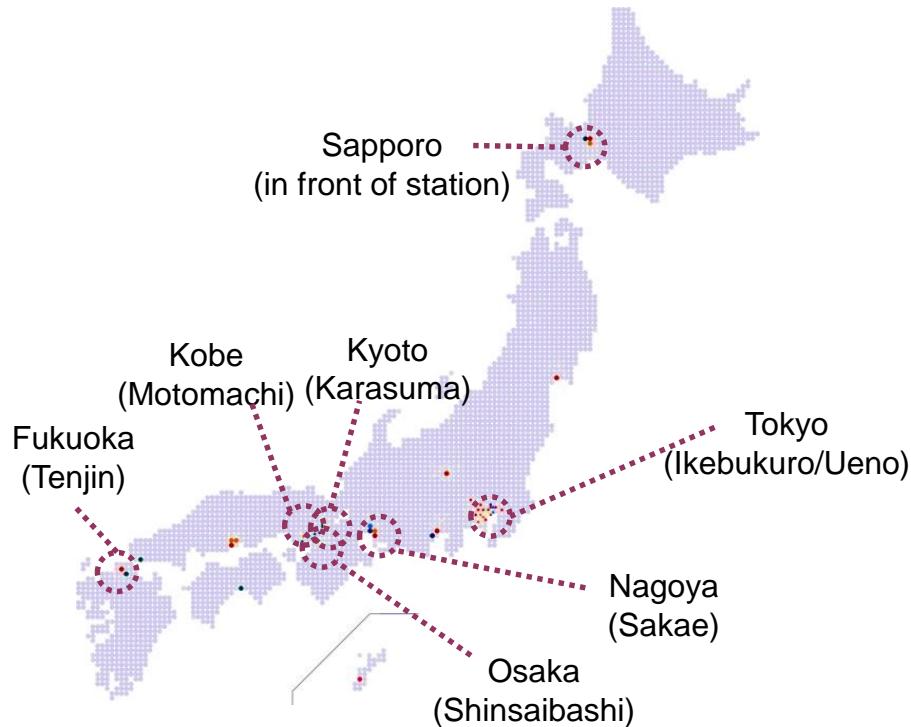 Sapporo
(in front of station)
Kobe
(Motomachi)
Kyoto
(Karasuma)
Fukuoka
(Tenjin)
Tokyo
(Ikebukuro/Ueno)
Nagoya
(Sakae)
Osaka
(Shinsaibashi)